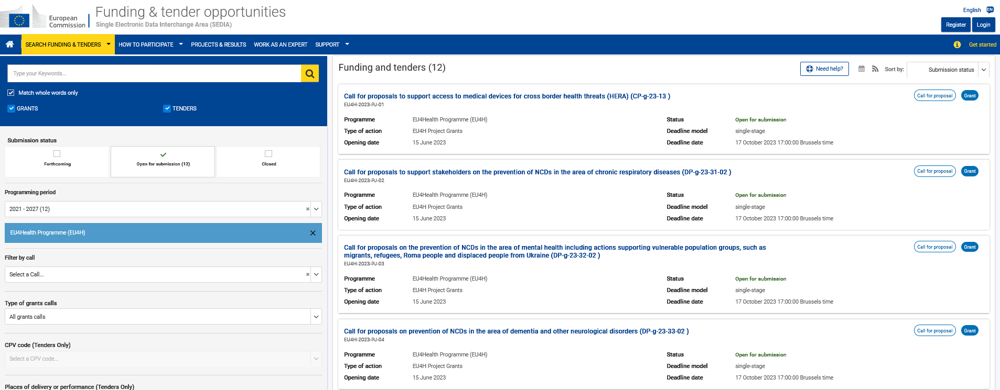 European
Commission
Funding & tender opportunities
Single Electronic Data Interchange Area (SEDIA)
English EN
Register Login
SEARCH FUNDING & TENDERS HOW TO PARTICIPATE PROJECTS & RESULTS WORK AS AN EXPERT SUPPORT Get started
Type your Keywords...
Match whole words only
GRANTS TENDERS
Submission status
Forthcoming Open for submission (12) Closed
Programming period
2021 - 2027 (12)
EU4Health Programme (EU4H)
Filter by call
Select a Call...
Type of grants calls
All grants calls
CPV code (Tenders Only)
Select a CPV code...
Places of delivery or performance (Tenders Only)
Funding and tenders (12) Need help? Sort by: Submission status
Call for proposals to support access to medical devices for cross border health threats (HERA) (CP-g-23-13 ) Call for proposal Grant
EU4H-2023-PJ-01
Programme EU4Health Programme (EU4H) Status Open for submission
Type of action EU4H Project Grants Deadline model single-stage
Opening date 15 June 2023 Deadline date 17 October 2023 17:00:00 Brussels time
Call for proposals to support stakeholders on the prevention of NCDs in the area of chronic respiratory diseases (DP-g-23-31-02 ) Call for proposal Grant
EU4H-2023-PJ-02
Programme EU4Health Programme (EU4H) Status Open for submission
Type of action EU4H Project Grants Deadline model single-stage
Opening date 15 June 2023 Deadline date 17 October 2023 17:00:00 Brussels time
Call for proposals on the prevention of NCDs in the area of mental health including actions supporting vulnerable population groups, such as Call for proposal Grant
migrants, refugees, Roma people and displaced people from Ukraine (DP-g-23-32-02 )
EU4H-2023-PJ-03
Programme EU4Health Programme (EU4H) Status Open for submission
Type of action EU4H Project Grants Deadline model single-stage
Opening date 15 June 2023 Deadline date 17 October 2023 17:00:00 Brussels time
Call for proposals on prevention of NCDs in the area of dementia and other neurological disorders (DP-g-23-33-02 ) Call for proposal Grant
EU4H-2023-PJ-04
Programme EU4Health Programme (EU4H) Status Open for submission
Type of action EU4H Project Grants Deadline model single-stage
Opening date 15 June 2023 Deadline date 17 October 2023 17:00:00 Brussels time